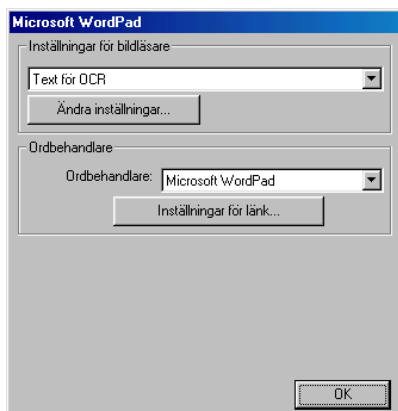 Microsoft WordPad
Inställningar för bildläsare
Text för OCR
Ändra inställningar...
Ordbehandlare
Ordbehandlare: Microsoft WordPad
Inställningar för länk...
OK